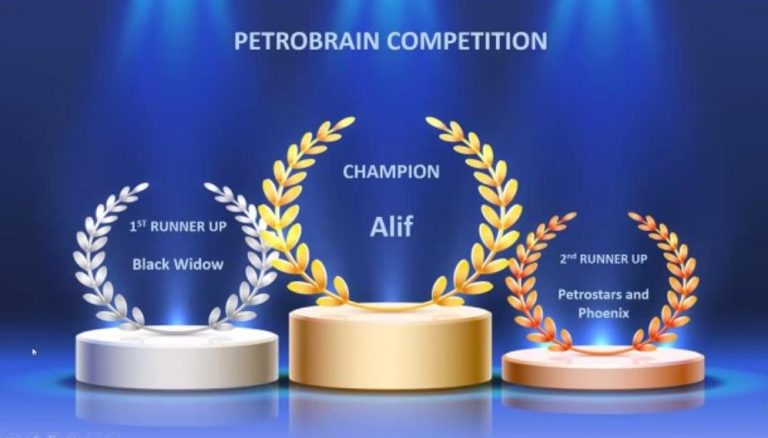 PETROBRAIN COMPETITION
CHAMPION
Alif
1ST RUNNER UP
Black Widow
2nd RUNNER UP
Petrostars and
Phoenix